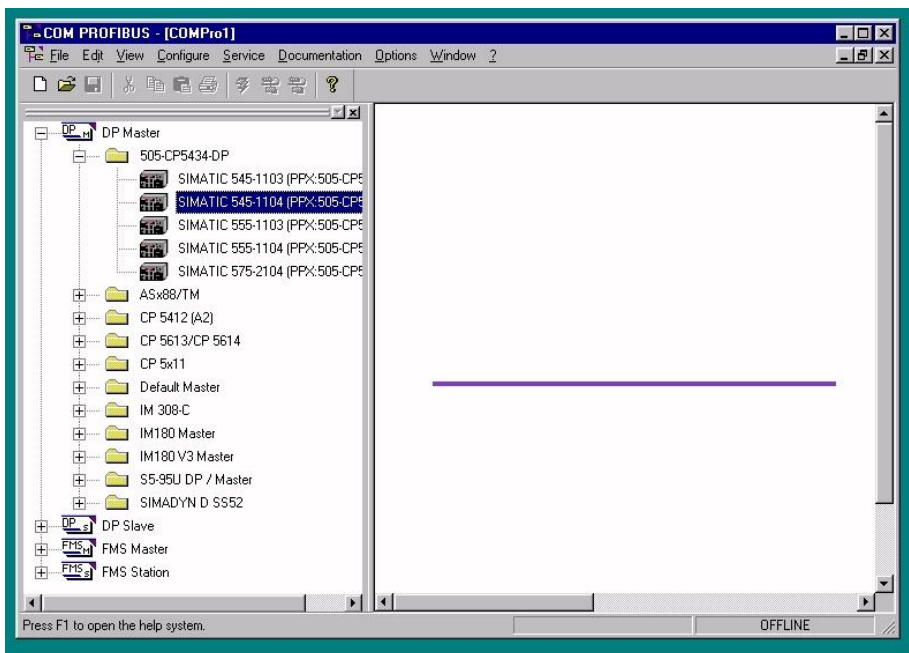 COM PROFIBUS - [COMPro1]
File Edit View Configure Service Documentation Options Window ?
DP M DP Master
505-CP5434-DP
SIMATIC 545-1103 (PPX:505-CP5
SIMATIC 545-1104 (PPX:505-CP5
SIMATIC 555-1103 (PPX:505-CP5
SIMATIC 555-1104 (PPX:505-CP5
SIMATIC 575-2104 (PPX:505-CP5
ASx88/TM
CP 5412 (A2)
CP 5613/CP 5614
CP 5x11
Default Master
IM 308-C
IM180 Master
IM180 V3 Master
S5-95U DP / Master
SIMADYN D SS52
DP S DP Slave
FMS M FMS Master
FMS S FMS Station
Press F1 to open the help system. OFFLINE